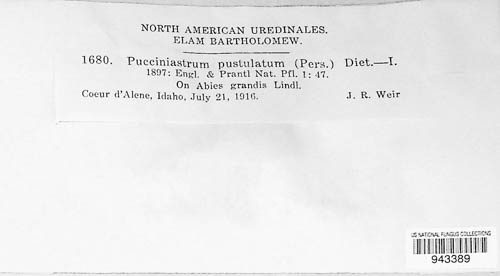 NORTH AMERICAN UREDINALES.
ELAM BARTHOLOMEW.
1680. Pucciniastrum pustulatum (Pers.) Diet.—I.
1897: Engl. & Prantl Nat. Pfl. 1: 47.
On Abies grandis Lindl.
Coeur d'Alene, Idaho, July 21, 1916. J. R. Weir
US NATIONAL FUNGUS COLLECTIONS
943389